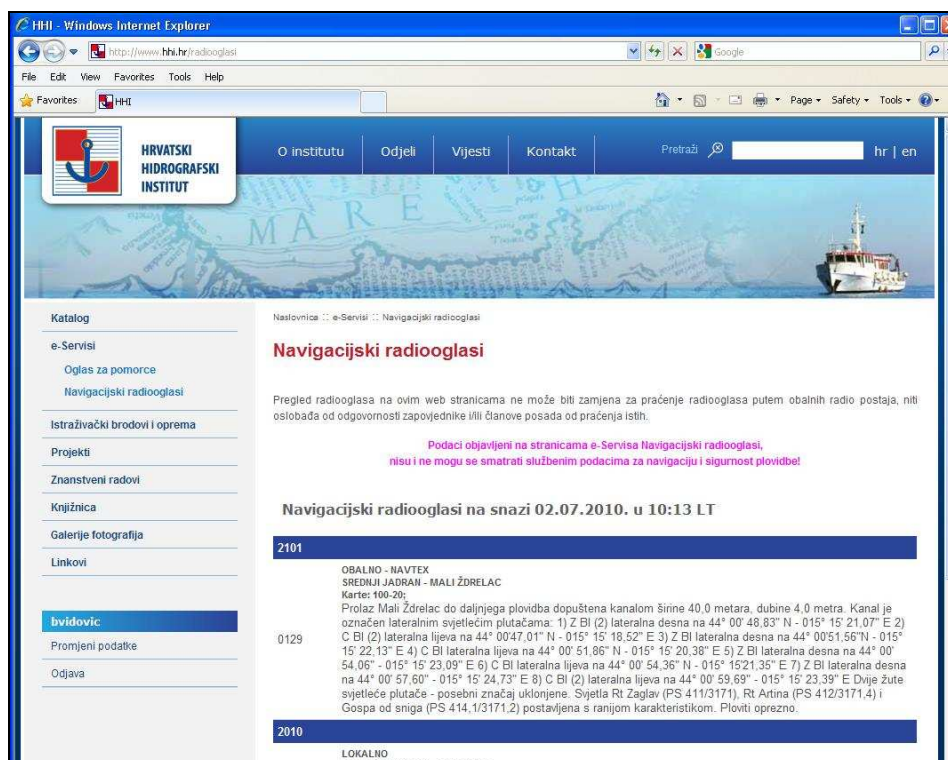 HHI - Windows Internet Explorer
http://www.hhi.hr/radiooglasi
Google
File Edit View Favorites Tools Help
Favorites HHI Page Safety Tools
HRVATSKI
HIDROGRAFSKI
INSTITUT
O institutu Odjeli Vijesti Kontakt Pretraži hr | en
MARE
Katalog
e-Servisi
Oglas za pomorce
Navigacijski radiooglasi
Istraživački brodovi i oprema
Projekti
Znanstveni radovi
Knjižnica
Galerije fotografija
Linkovi
bvidovic
Promjeni podatke
Odjava
Naslovnica :: e-Servisi :: Navigacijski radiooglasi
Navigacijski radiooglasi
Pregled radiooglasa na ovim web stranicama ne može biti zamjena za praćenje radiooglasa putem obalnih radio postaja, niti
oslobađa od odgovornosti zapovjednike i/ili članove posada od praćenja istih.
Podaci objavljeni na stranicama e-Servisa Navigacijski radiooglasi,
nisu i ne mogu se smatrati službenim podacima za navigaciju i sigurnost plovidbe!
Navigacijski radiooglasi na snazi 02.07.2010. u 10:13 LT
2101
0129
OBALNO - NAVTEX
SREDNJI JADRAN - MALI ŽDRELAC
Karte: 100-20;
Prolaz Mali Ždrelac do daljnjega plovidba dopuštena kanalom širine 40,0 metara, dubine 4,0 metra. Kanal je
označen lateralnim svjetlećim plutačama: 1) Z Bl (2) lateralna desna na 44° 00' 48,83" N - 015° 15' 21,07" E 2)
C Bl (2) lateralna lijeva na 44° 00'47,01" N - 015° 15' 18,52" E 3) Z Bl lateralna desna na 44° 00'51,56"N - 015°
15' 22,13" E 4) C Bl lateralna lijeva na 44° 00' 51,86" N - 015° 15' 20,38" E 5) Z Bl lateralna desna na 44° 00'
54,06" - 015° 15' 23,09" E 6) C Bl lateralna lijeva na 44° 00' 54,36" N - 015° 15'21,35" E 7) Z Bl lateralna desna
na 44° 00' 57,60" - 015° 15' 24,73" E 8) C Bl (2) lateralna lijeva na 44° 00' 59,69" - 015° 15' 23,39" E Dvije žute
svjetleće plutače - posebni značaj uklonjene. Svjetla Rt Zaglav (PS 411/3171), Rt Artina (PS 412/3171,4) i
Gospa od sniga (PS 414,1/3171,2) postavljena s ranijom karakteristikom. Ploviti oprezno.
2010
LOKALNO